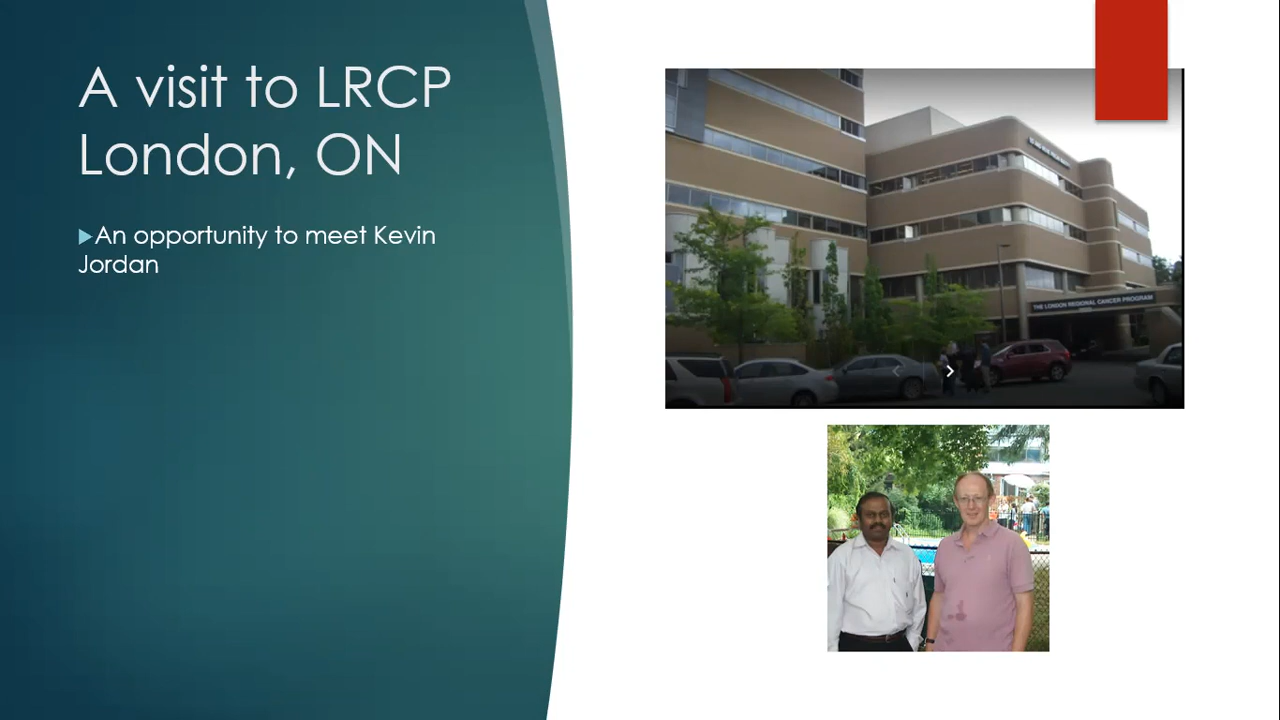 A visit to LRCP
London, ON
An opportunity to meet Kevin
Jordan
THE LONDON REGIONAL CANCER PROGRAM